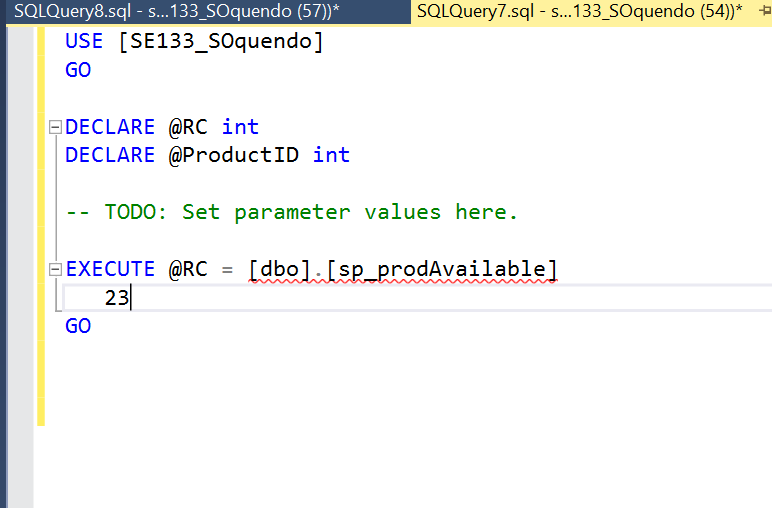 SQLQuery8.sql - s...133_SOquendo (57))*
SQLQuery7.sql - s...133_SOquendo (54))*
USE [SE133_SOquendo]
GO
DECLARE @RC int
DECLARE @ProductID int
-- TODO: Set parameter values here.
EXECUTE @RC = [dbo].[sp_prodAvailable]
23
GO